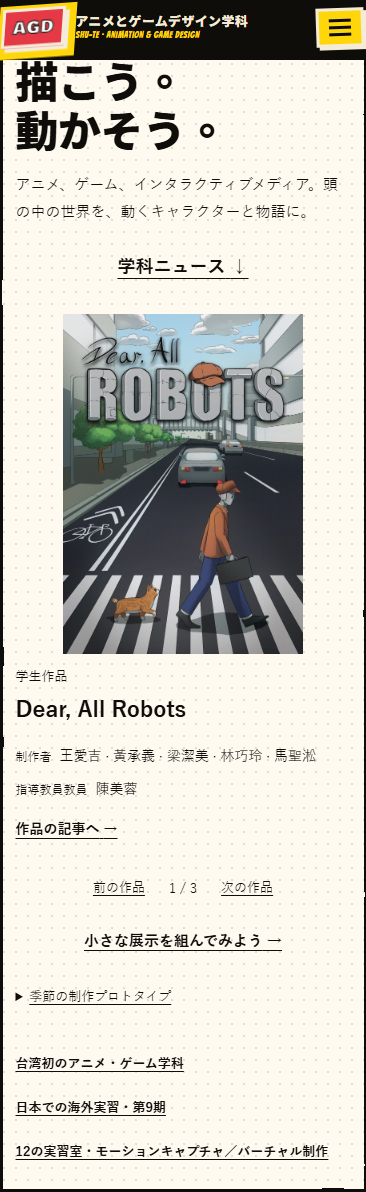 AGD
アニメとゲームデザイン学科
SHU-TE · ANIMATION & GAME DESIGN
描こう。
動かそう。
アニメ、ゲーム、インタラクティブメディア。頭
の中の世界を、動くキャラクターと物語に。
学科ニュース ↓
Dear, All
ROBOTS
学生作品
Dear, All Robots
制作者 王愛吉 · 黃承義 · 梁潔美 · 林巧玲 · 馬聖淞
指導教員教員 陳美蓉
作品の記事へ →
前の作品 1 / 3 次の作品
小さな展示を組んでみよう →
▶ 季節の制作プロトタイプ
台湾初のアニメ・ゲーム学科
日本での海外実習・第9期
12の実習室・モーションキャプチャ／バーチャル制作